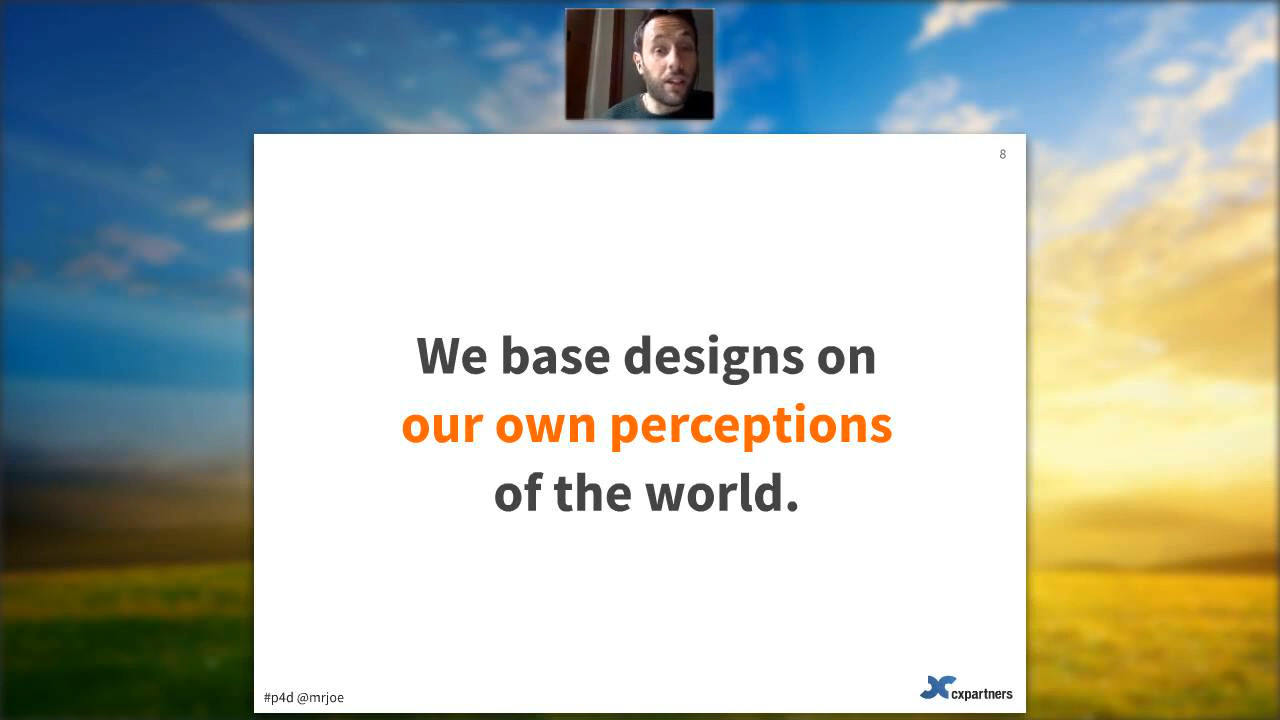 8
We base designs on
our own perceptions
of the world.
#p4d @mrjoe
cxpartners